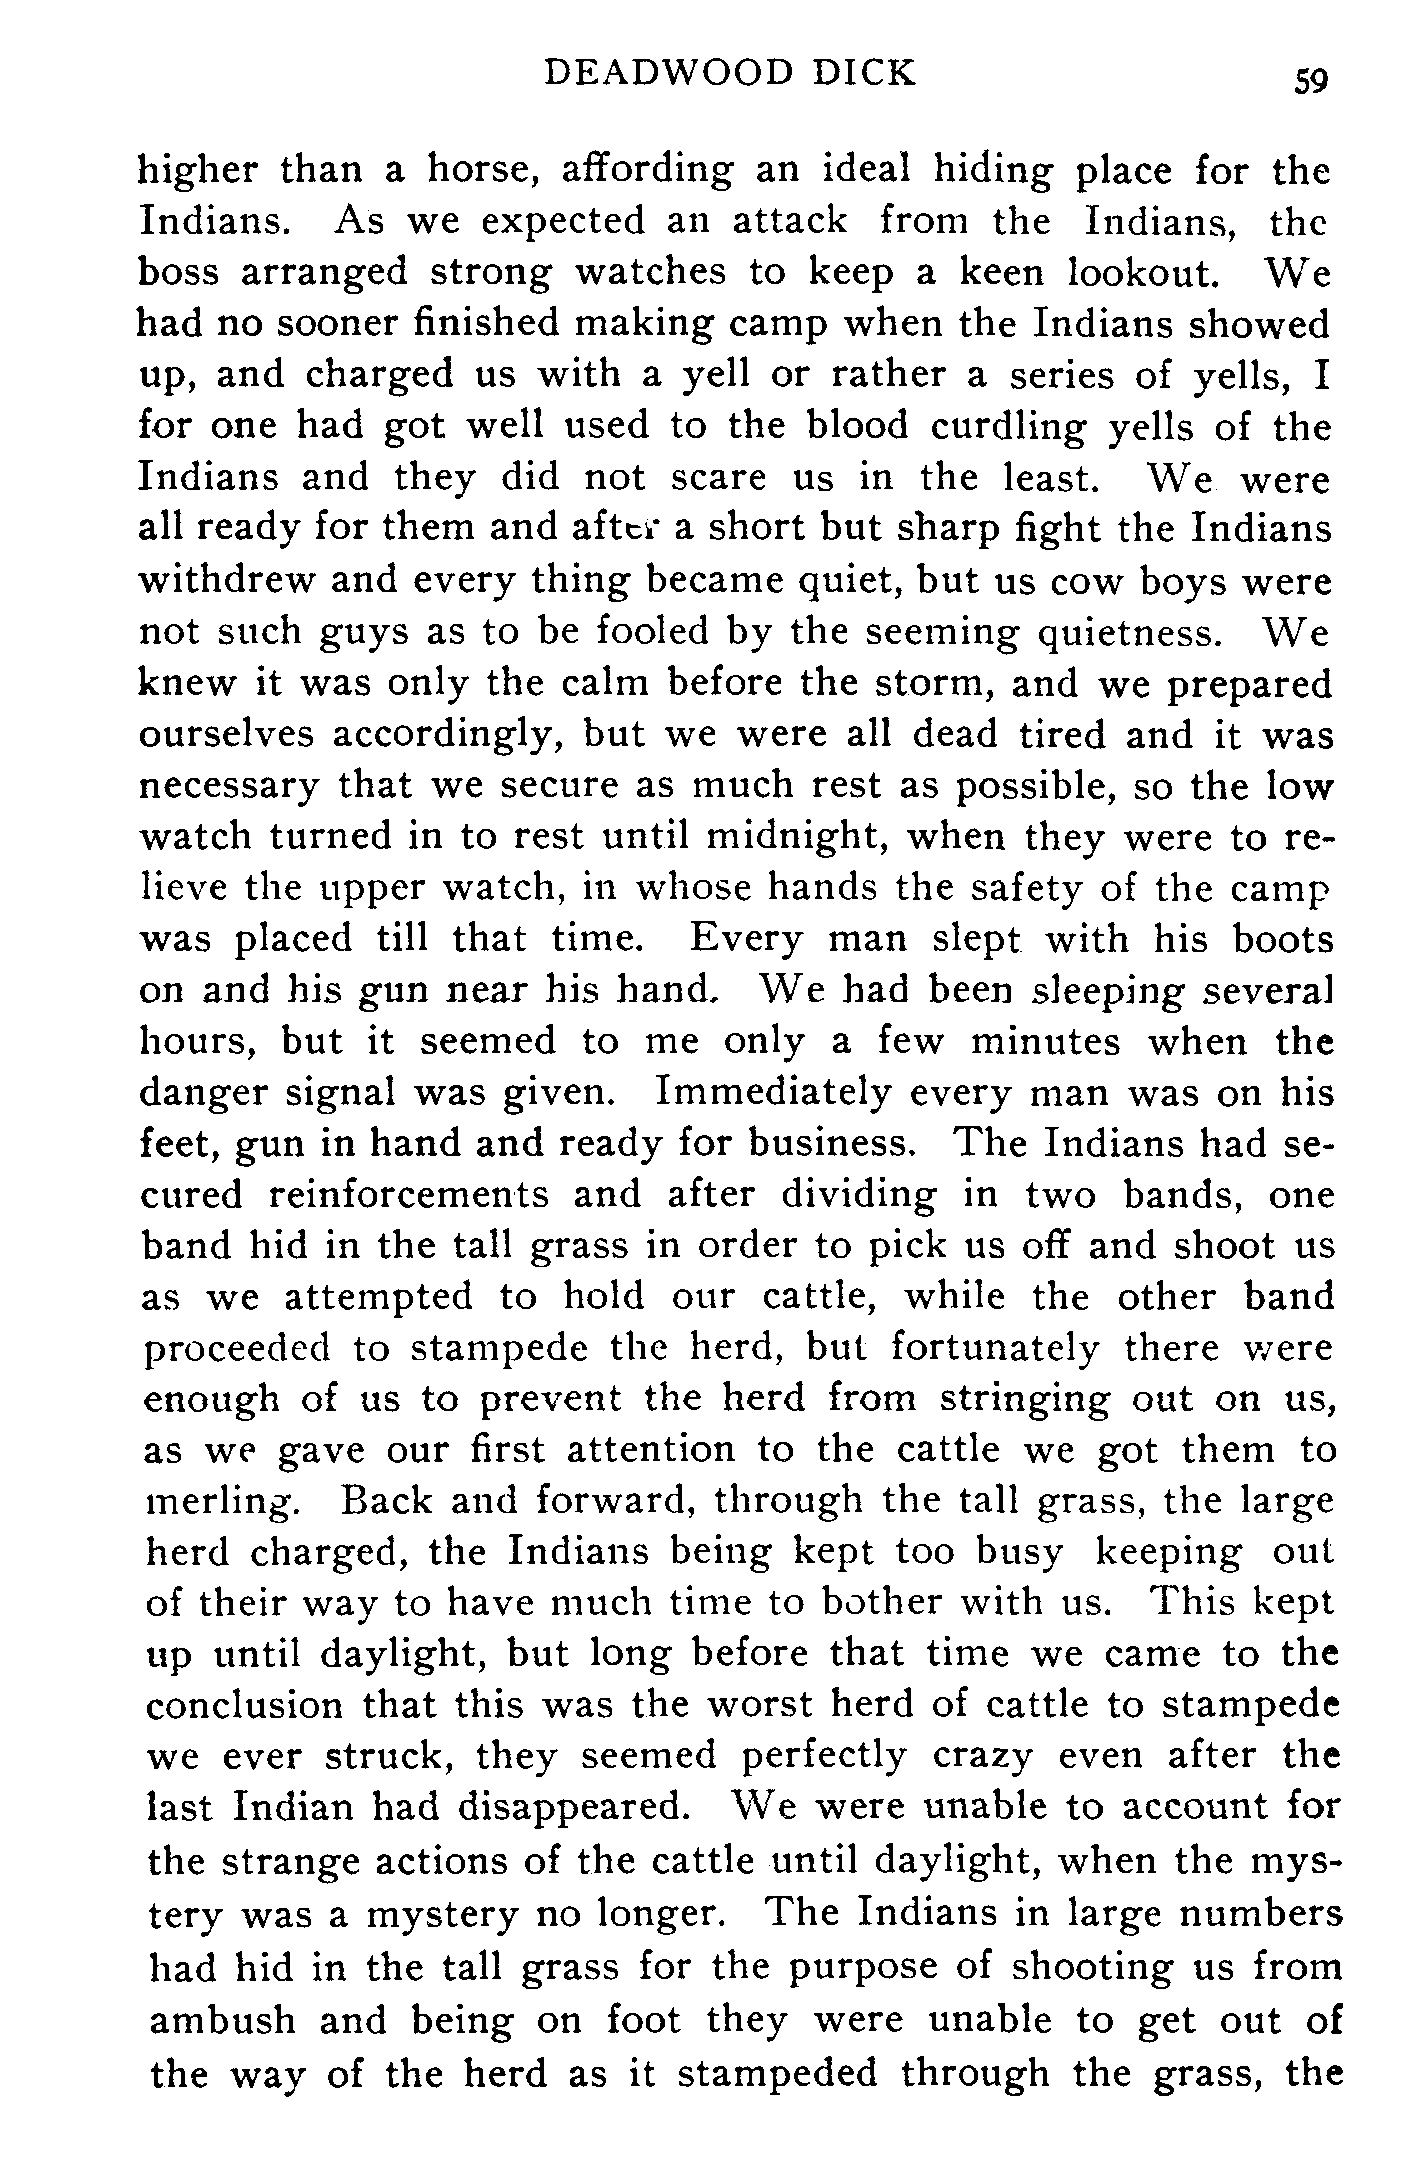 DEADWOOD DICK 59
higher than a horse, affording an ideal hiding place for the
Indians. As we expected an attack from the Indians, the
boss arranged strong watches to keep a keen lookout. We
had no sooner finished making camp when the Indians showed
up, and charged us with a yell or rather a series of yells, I
for one had got well used to the blood curdling yells of the
Indians and they did not scare us in the least. We were
all ready for them and after a short but sharp fight the Indians
withdrew and every thing became quiet, but us cow boys were
not such guys as to be fooled by the seeming quietness. We
knew it was only the calm before the storm, and we prepared
ourselves accordingly, but we were all dead tired and it was
necessary that we secure as much rest as possible, so the low
watch turned in to rest until midnight, when they were to re-
lieve the upper watch, in whose hands the safety of the camp
was placed till that time. Every man slept with his boots
on and his gun near his hand. We had been sleeping several
hours, but it seemed to me only a few minutes when the
danger signal was given. Immediately every man was on his
feet, gun in hand and ready for business. The Indians had se-
cured reinforcements and after dividing in two bands, one
band hid in the tall grass in order to pick us off and shoot us
as we attempted to hold our cattle, while the other band
proceeded to stampede the herd, but fortunately there were
enough of us to prevent the herd from stringing out on us,
as we gave our first attention to the cattle we got them to
merling. Back and forward, through the tall grass, the large
herd charged, the Indians being kept too busy keeping out
of their way to have much time to bother with us. This kept
up until daylight, but long before that time we came to the
conclusion that this was the worst herd of cattle to stampede
we ever struck, they seemed perfectly crazy even after the
last Indian had disappeared. We were unable to account for
the strange actions of the cattle until daylight, when the mys-
tery was a mystery no longer. The Indians in large numbers
had hid in the tall grass for the purpose of shooting us from
ambush and being on foot they were unable to get out of
the way of the herd as it stampeded through the grass, the